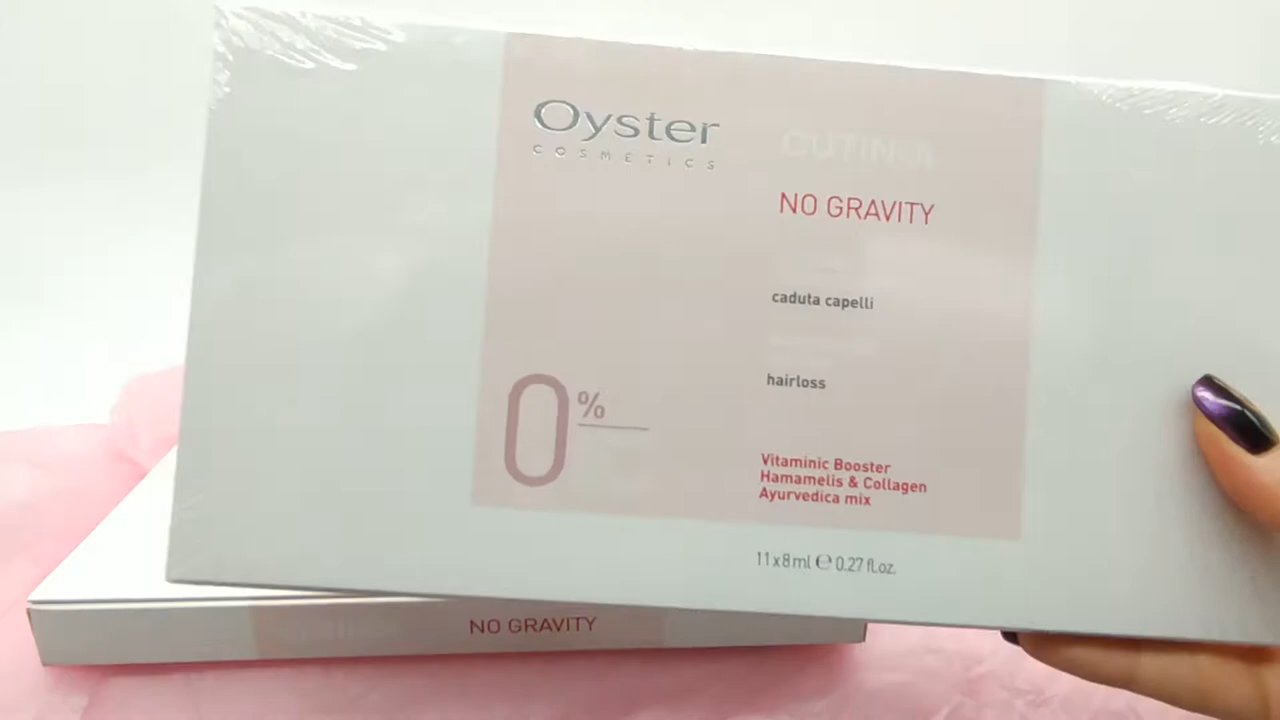 Oyster
COSMETICS
CUTINOL
NO GRAVITY
caduta capelli
hairloss
0%
Vitaminic Booster
Hamamelis & Collagen
Ayurvedica mix
11x8ml ℮ 0.27 fl.oz.
NO GRAVITY